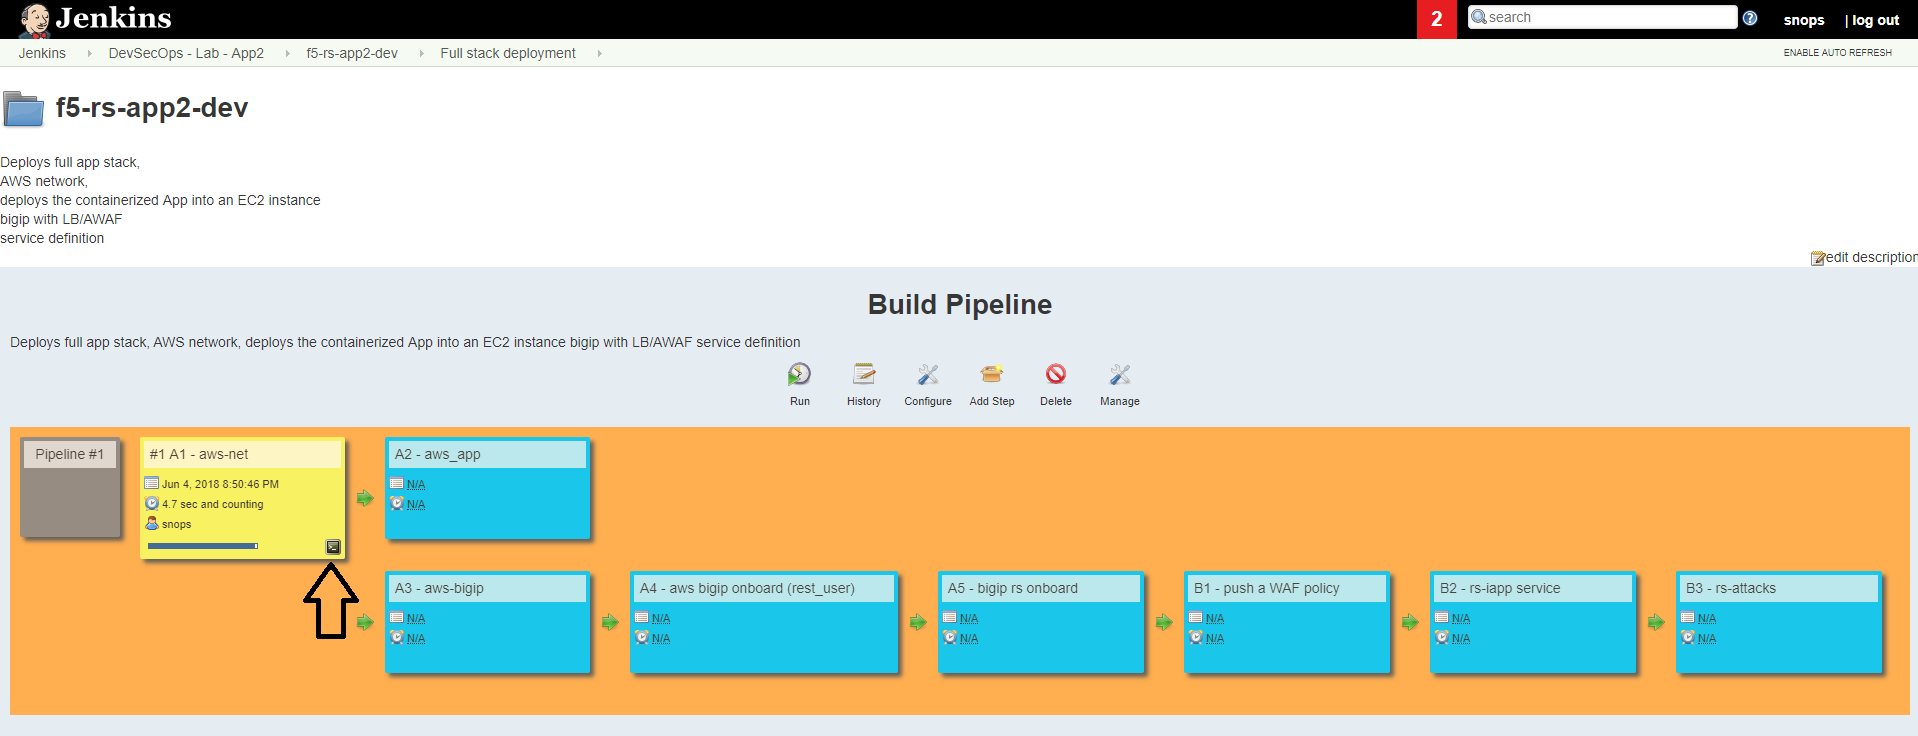 Jenkins
2
search
snops
| log out
Jenkins
DevSecOps - Lab - App2
f5-rs-app2-dev
Full stack deployment
ENABLE AUTO REFRESH
f5-rs-app2-dev
Deploys full app stack,
AWS network,
deploys the containerized App into an EC2 instance
bigip with LB/AWAF
service definition
edit description
Build Pipeline
Deploys full app stack, AWS network, deploys the containerized App into an EC2 instance bigip with LB/AWAF service definition
Run
History
Configure
Add Step
Delete
Manage
Pipeline #1
#1 A1 - aws-net
Jun 4, 2018 8:50:46 PM
4.7 sec and counting
snops
A2 - aws_app
N/A
N/A
A3 - aws-bigip
N/A
N/A
A4 - aws bigip onboard (rest_user)
N/A
N/A
A5 - bigip rs onboard
N/A
N/A
B1 - push a WAF policy
N/A
N/A
B2 - rs-iapp service
N/A
N/A
B3 - rs-attacks
N/A
N/A